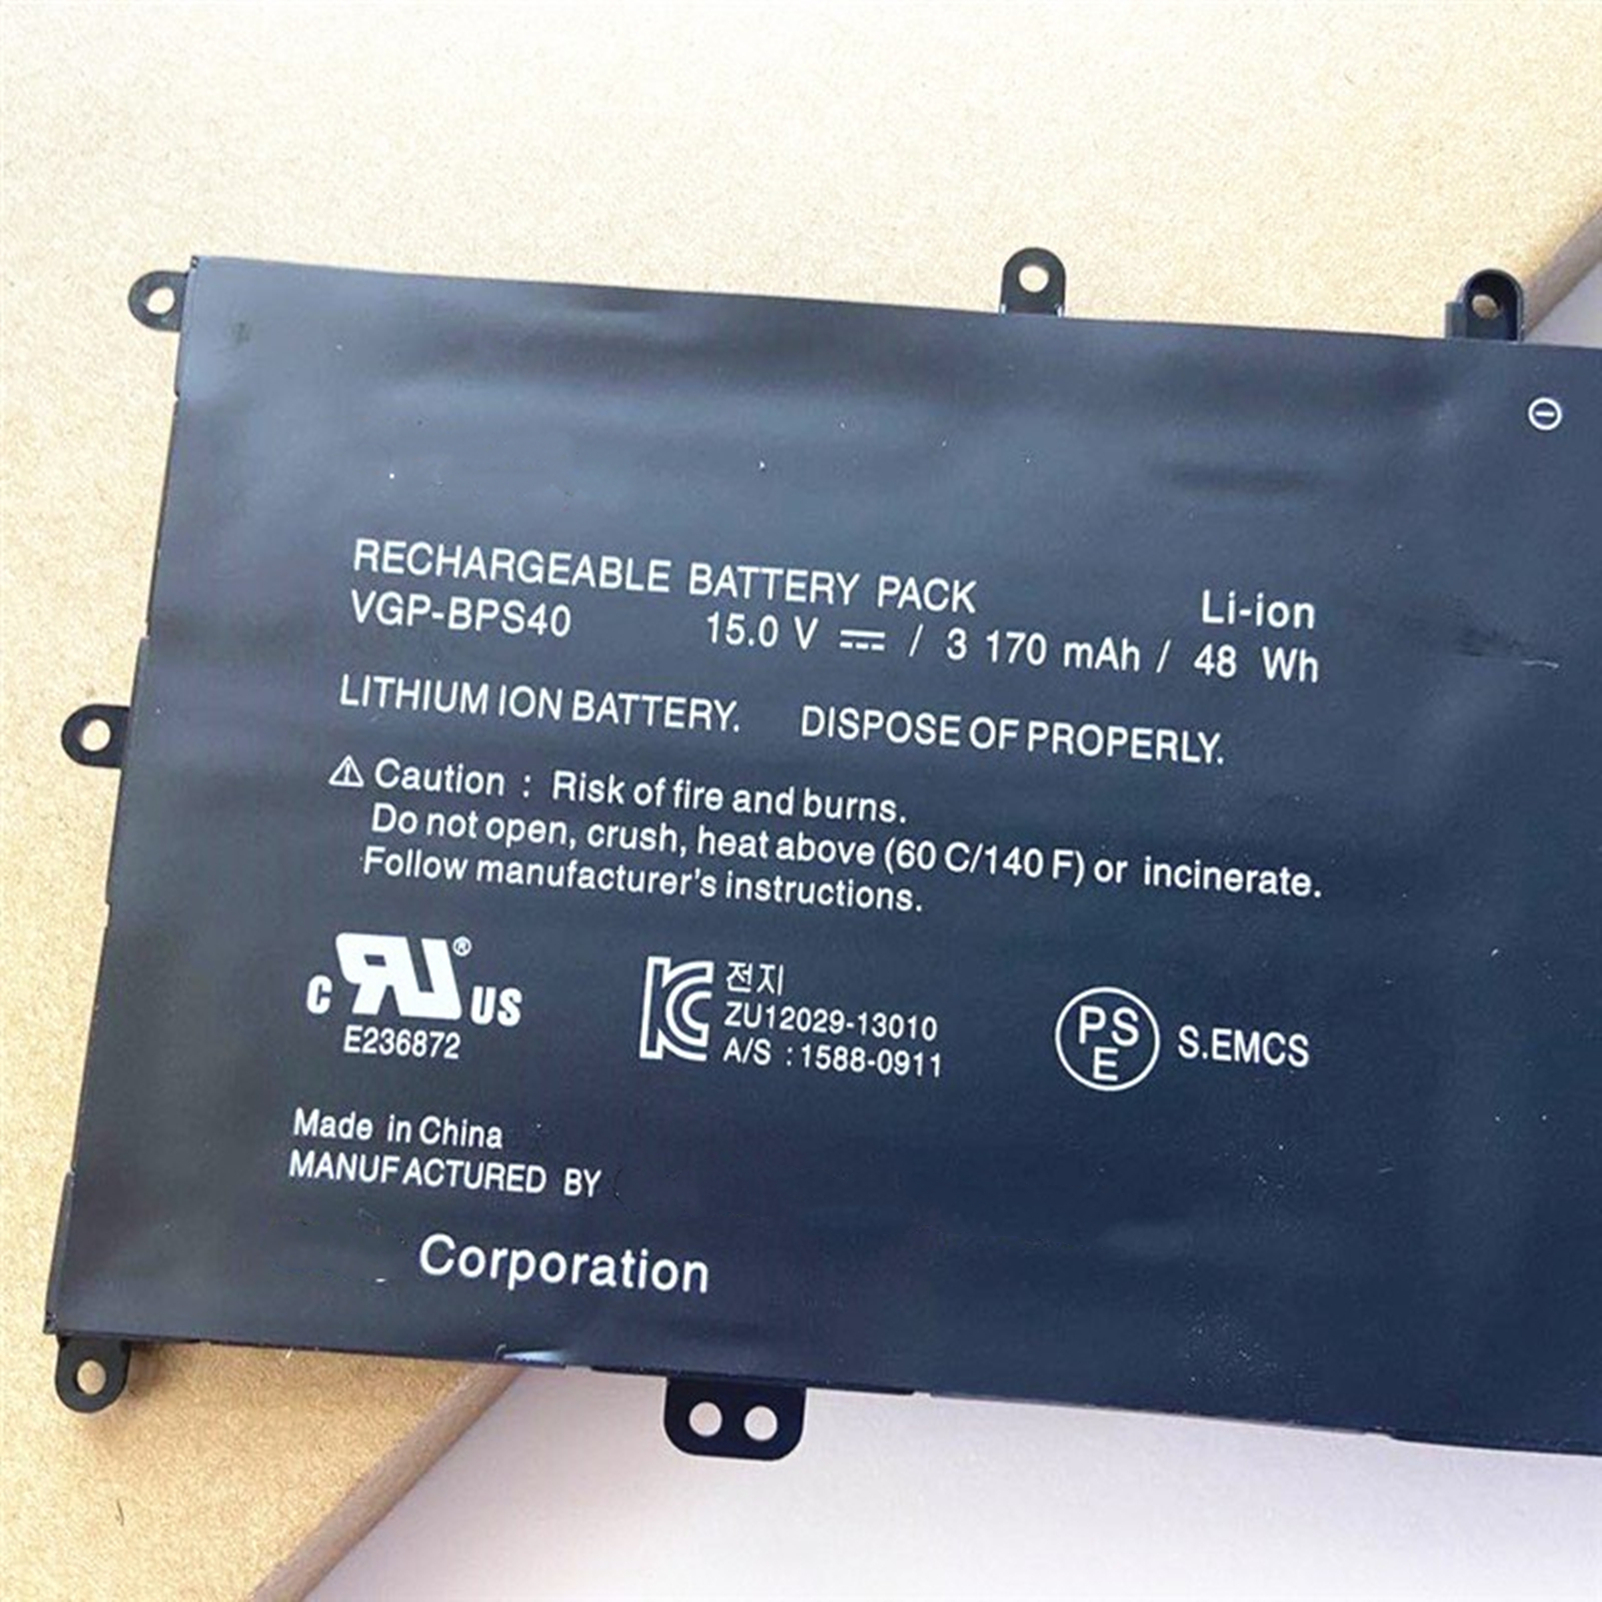 RECHARGEABLE BATTERY PACK Li-ion
VGP-BPS40 15.0 V ⎓ / 3 170 mAh / 48 Wh
LITHIUM ION BATTERY. DISPOSE OF PROPERLY.
⚠ Caution : Risk of fire and burns.
Do not open, crush, heat above (60 C/140 F) or incinerate.
Follow manufacturer's instructions.
C RU® US
E236872
KC 전지
ZU12029-13010
A/S : 1588-0911
PS
E
S.EMCS
Made in China
MANUFACTURED BY
Corporation